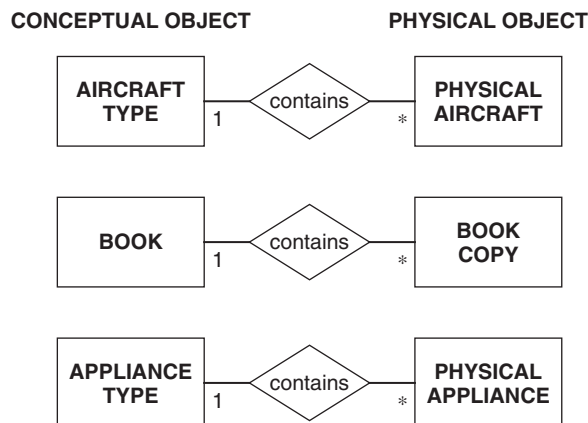 CONCEPTUAL OBJECT PHYSICAL OBJECT
AIRCRAFT
TYPE
1
contains
*
PHYSICAL
AIRCRAFT
BOOK
1
contains
*
BOOK
COPY
APPLIANCE
TYPE
1
contains
*
PHYSICAL
APPLIANCE